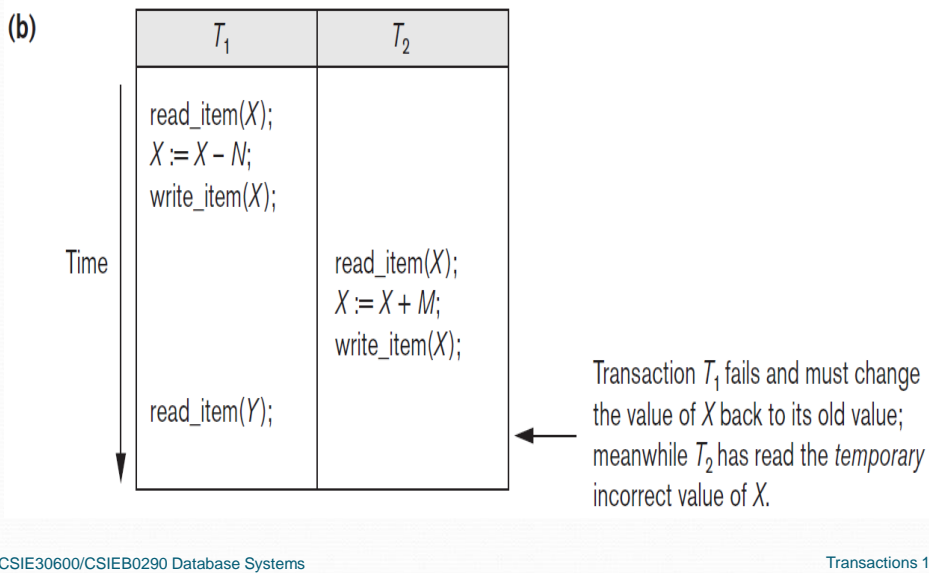 (b)
T1 T2
read_item(X);
X := X – N;
write_item(X);
Time
read_item(X);
X := X + M;
write_item(X);
read_item(Y);
Transaction T1 fails and must change
the value of X back to its old value;
meanwhile T2 has read the temporary
incorrect value of X.
CSIE30600/CSIEB0290 Database Systems
Transactions 1